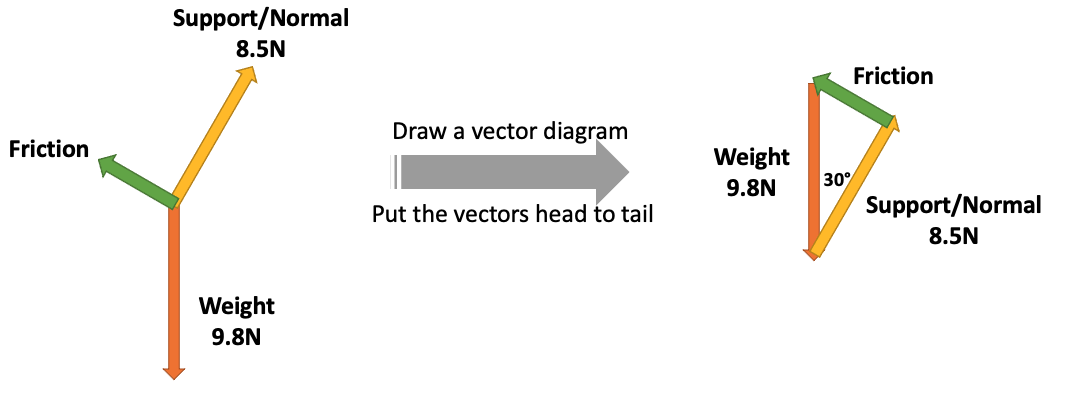 Support/Normal
8.5N
Friction
Weight
9.8N
Draw a vector diagram
Put the vectors head to tail
Friction
Weight
9.8N
30°
Support/Normal
8.5N